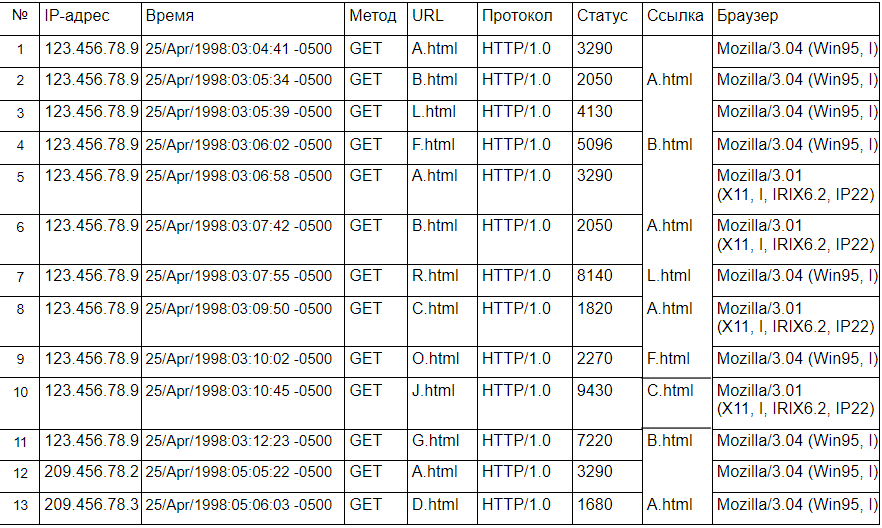 № IP-адрес Время Метод URL Протокол Статус Ссылка Браузер
1 123.456.78.9 25/Apr/1998:03:04:41 -0500 GET A.html HTTP/1.0 3290 Mozilla/3.04 (Win95, I)
2 123.456.78.9 25/Apr/1998:03:05:34 -0500 GET B.html HTTP/1.0 2050 A.html Mozilla/3.04 (Win95, I)
3 123.456.78.9 25/Apr/1998:03:05:39 -0500 GET L.html HTTP/1.0 4130 Mozilla/3.04 (Win95, I)
4 123.456.78.9 25/Apr/1998:03:06:02 -0500 GET F.html HTTP/1.0 5096 B.html Mozilla/3.04 (Win95, I)
5 123.456.78.9 25/Apr/1998:03:06:58 -0500 GET A.html HTTP/1.0 3290 Mozilla/3.01
(X11, I, IRIX6.2, IP22)
6 123.456.78.9 25/Apr/1998:03:07:42 -0500 GET B.html HTTP/1.0 2050 A.html Mozilla/3.01
(X11, I, IRIX6.2, IP22)
7 123.456.78.9 25/Apr/1998:03:07:55 -0500 GET R.html HTTP/1.0 8140 L.html Mozilla/3.04 (Win95, I)
8 123.456.78.9 25/Apr/1998:03:09:50 -0500 GET C.html HTTP/1.0 1820 A.html Mozilla/3.01
(X11, I, IRIX6.2, IP22)
9 123.456.78.9 25/Apr/1998:03:10:02 -0500 GET O.html HTTP/1.0 2270 F.html Mozilla/3.04 (Win95, I)
10 123.456.78.9 25/Apr/1998:03:10:45 -0500 GET J.html HTTP/1.0 9430 C.html Mozilla/3.01
(X11, I, IRIX6.2, IP22)
11 123.456.78.9 25/Apr/1998:03:12:23 -0500 GET G.html HTTP/1.0 7220 B.html Mozilla/3.04 (Win95, I)
12 209.456.78.2 25/Apr/1998:05:05:22 -0500 GET A.html HTTP/1.0 3290 Mozilla/3.04 (Win95, I)
13 209.456.78.3 25/Apr/1998:05:06:03 -0500 GET D.html HTTP/1.0 1680 A.html Mozilla/3.04 (Win95, I)